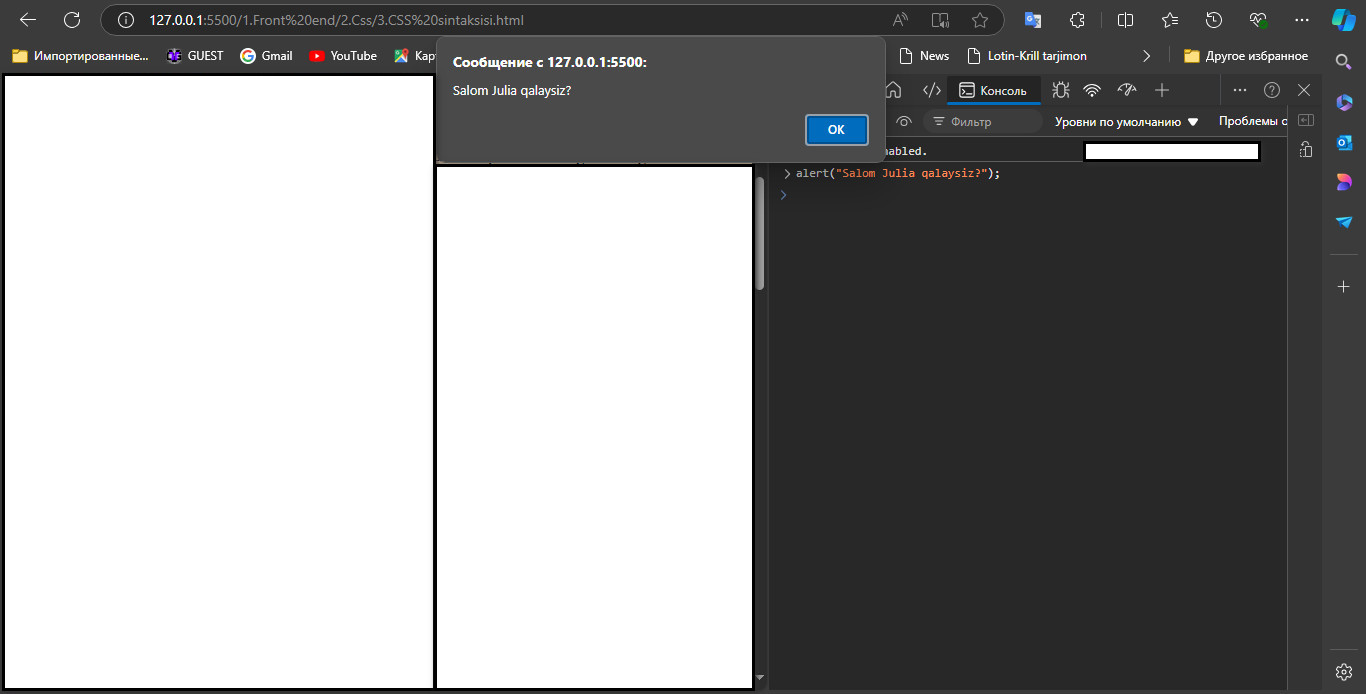 127.0.0.1:5500/1.Front%20end/2.Css/3.CSS%20sintaksisi.html
Импортированные...
GUEST
Gmail
YouTube
News
Lotin-Krill tarjimon
Другое избранное
Сообщение с 127.0.0.1:5500:
Salom Julia qalaysiz?
OK
Консоль
Фильтр
Уровни по умолчанию
Проблемы
alert("Salom Julia qalaysiz?");